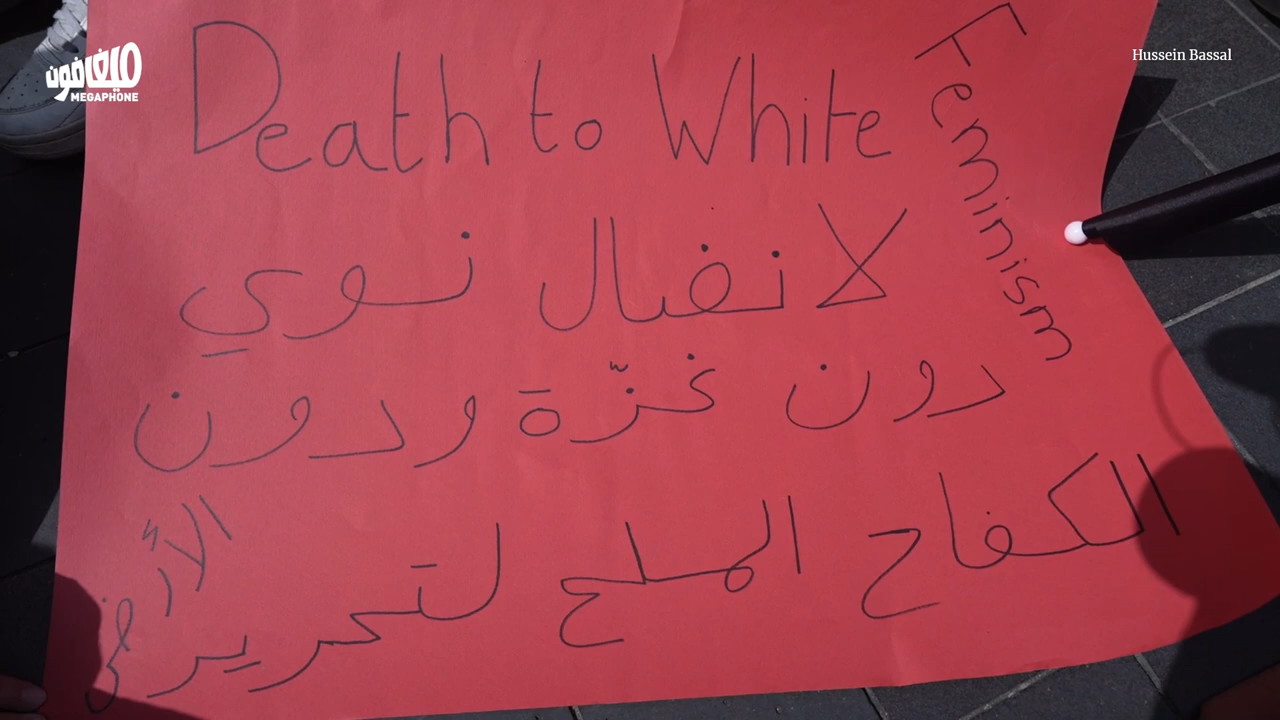 ميغافون
MEGAPHONE
Hussein Bassal
Death to White Feminism
لا نضال نسوي
دون غزّة ودون
الكفاح المسلح لتحرير الأرض